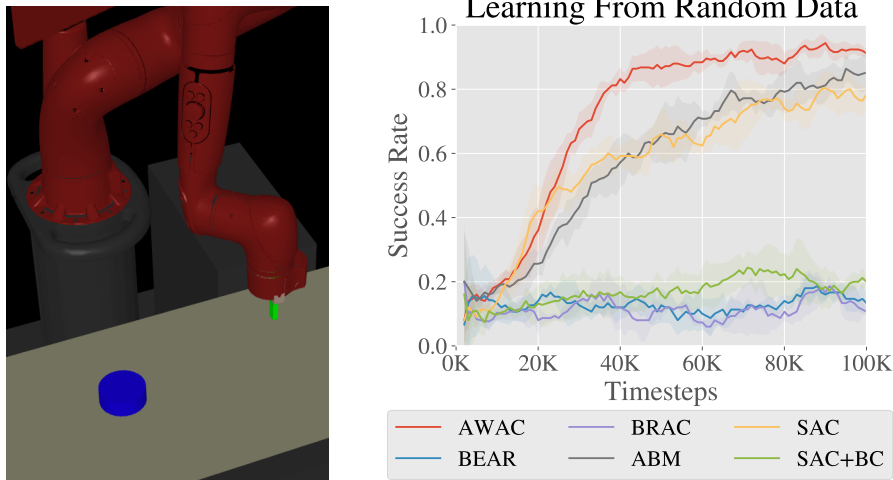 Learning From Random Data
Success Rate
1.0
0.8
0.6
0.4
0.2
0.0
0K 20K 40K 60K 80K 100K
Timesteps
AWAC BRAC SAC
BEAR ABM SAC+BC